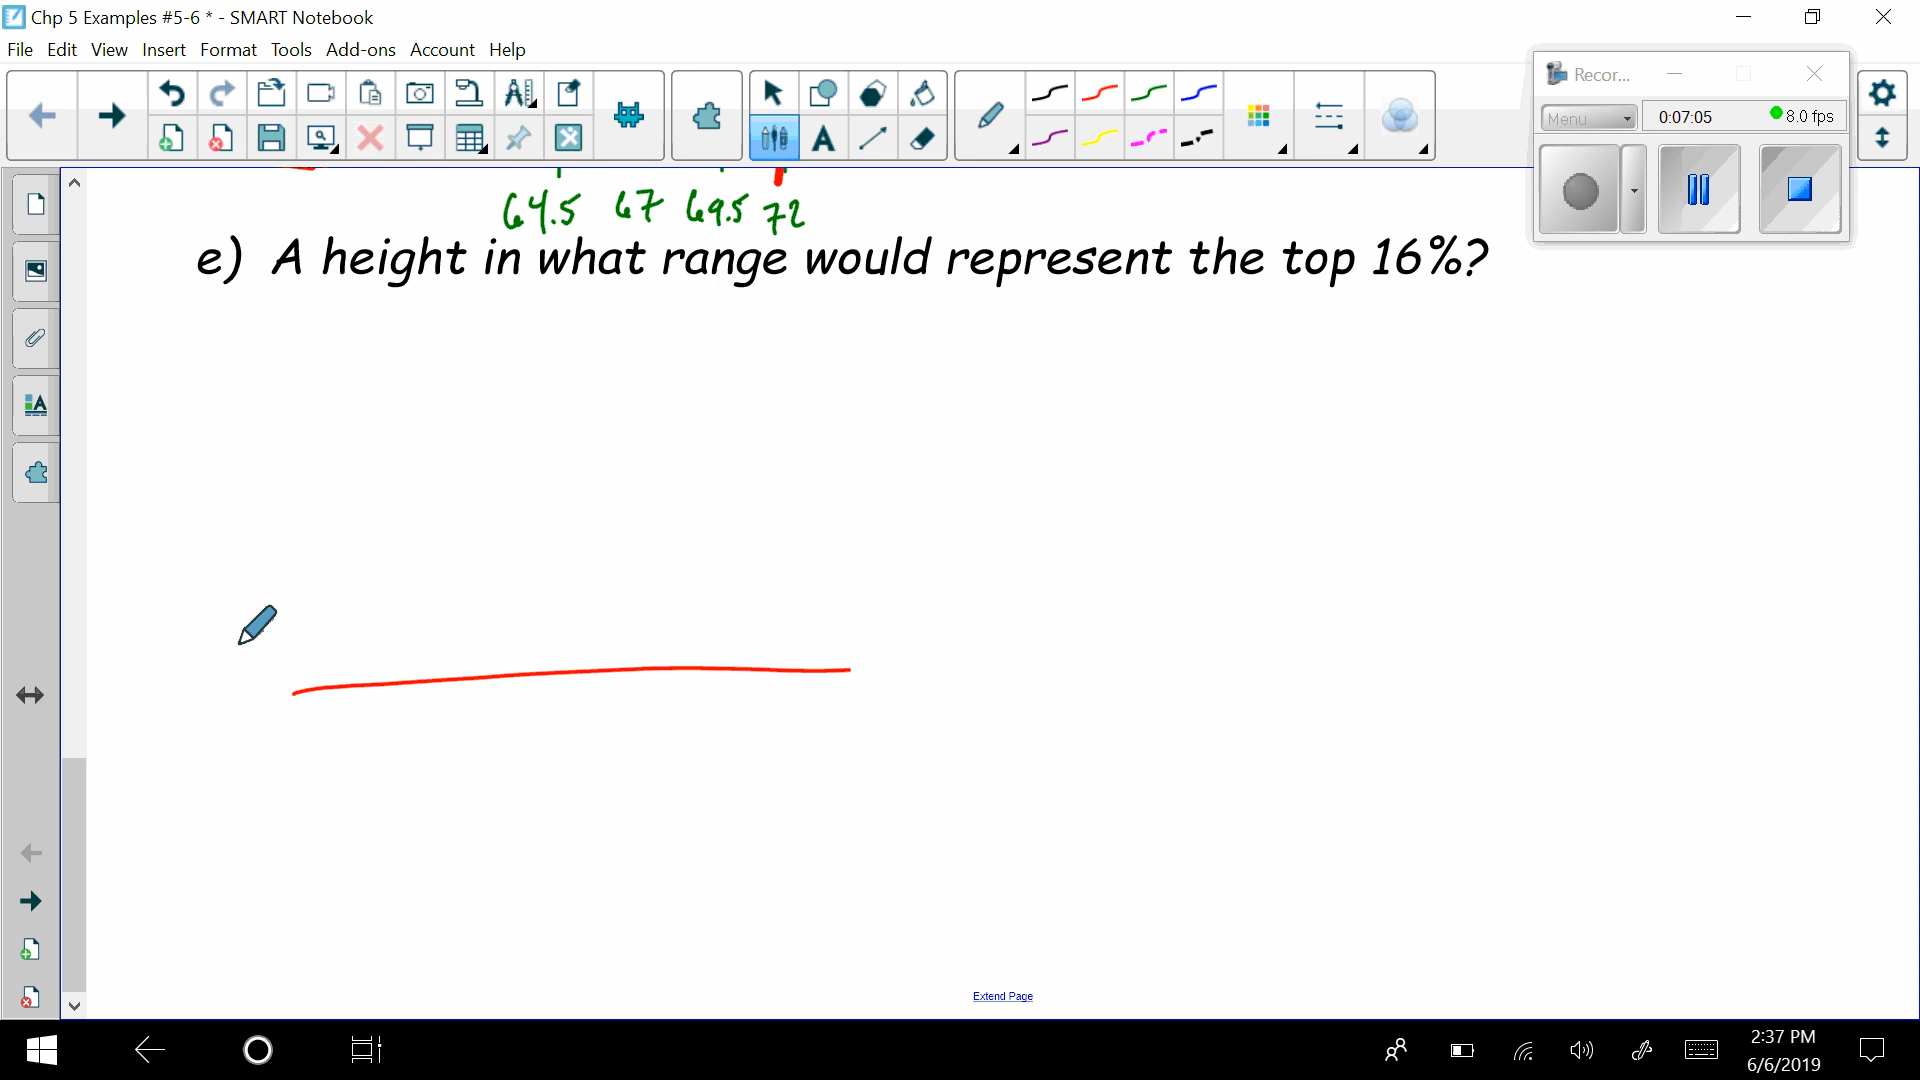 Chp 5 Examples #5-6 * - SMART Notebook
File Edit View Insert Format Tools Add-ons Account Help
Recor...
Menu
0:07:05
8.0 fps
64.5 67 69.5 72
e) A height in what range would represent the top 16%?
Extend Page
2:37 PM
6/6/2019